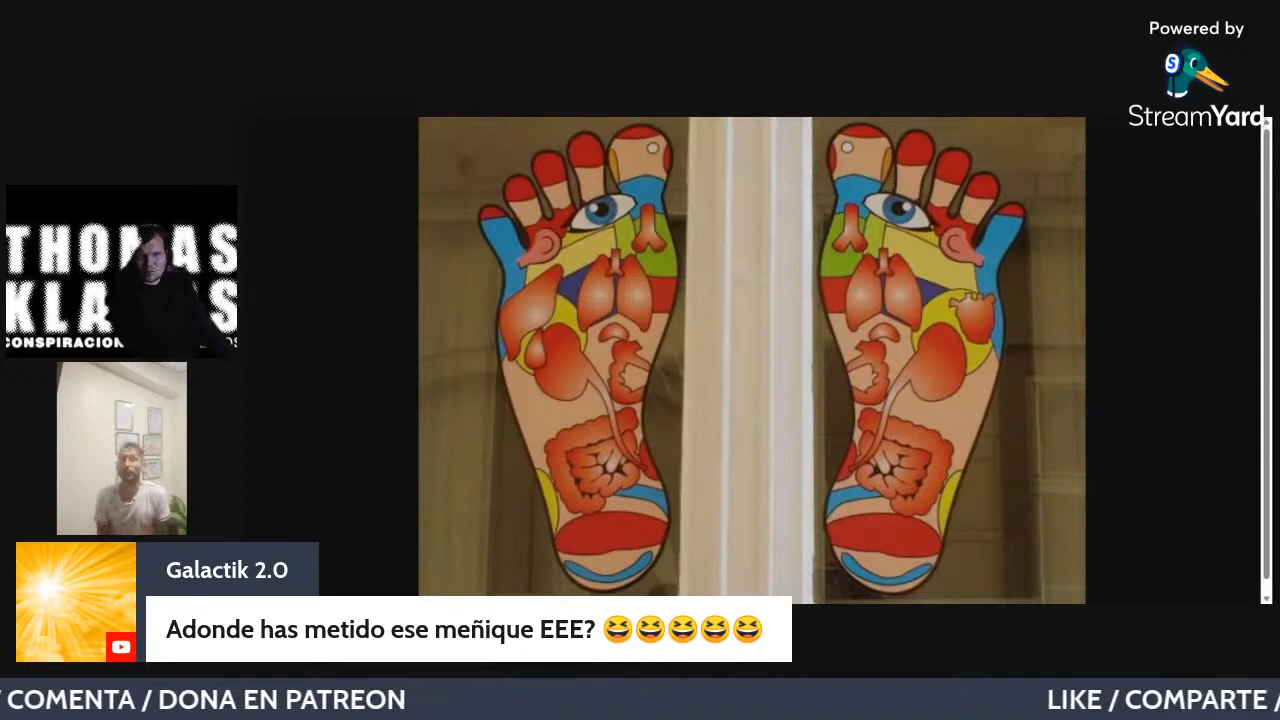 Powered by
StreamYard
THOMAS
CONSPIRACION
Galactik 2.0
Adonde has metido ese meñique EEE? 😆😆😆😆😆
/ COMENTA / DONA EN PATREON
LIKE / COMPARTE /